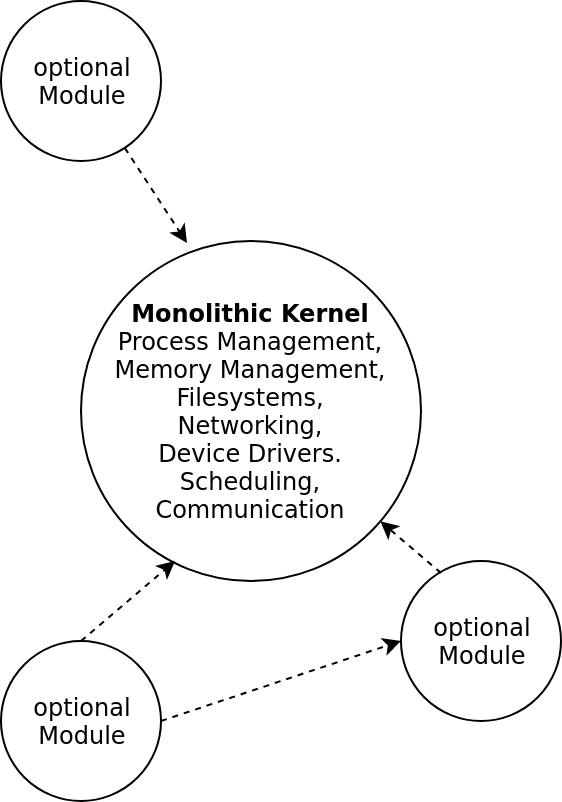 optional
Module
Monolithic Kernel
Process Management,
Memory Management,
Filesystems,
Networking,
Device Drivers.
Scheduling,
Communication
optional
Module
optional
Module